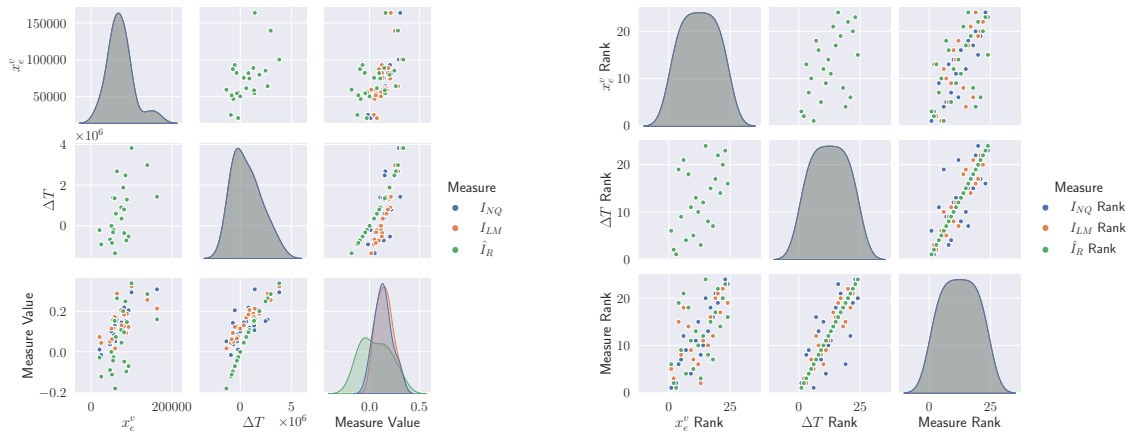 150000
100000
50000
x_e^v
×10^6
4
2
0
ΔT
0.2
0.0
−0.2
Measure Value
0
200000
x_e^v
0
5
ΔT
×10^6
0.0
0.5
Measure Value
Measure
I_NQ
I_LM
Î_R
20
10
0
x_e^v Rank
20
10
0
ΔT Rank
20
10
0
Measure Rank
0
25
x_e^v Rank
0
25
ΔT Rank
0
25
Measure Rank
Measure
I_NQ Rank
I_LM Rank
Î_R Rank